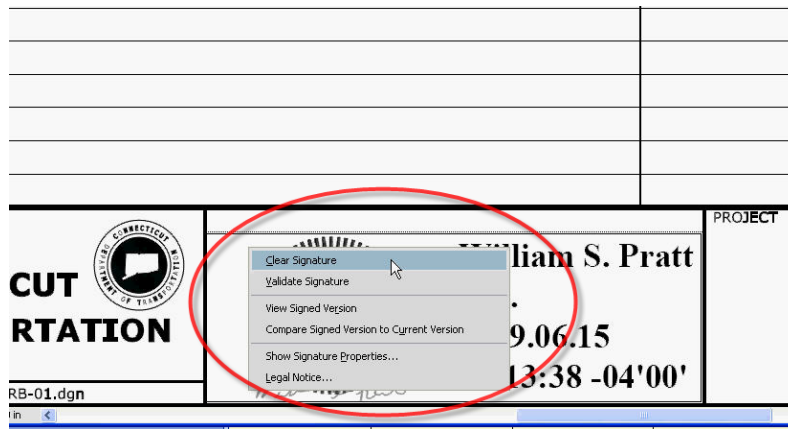 PROJECT
CONNECTICUT
DEPARTMENT OF TRANSPORTATION
CUT
RTATION
RB-01.dgn
William S. Pratt
9.06.15
13:38 -04'00'
Clear Signature
Validate Signature
View Signed Version
Compare Signed Version to Current Version
Show Signature Properties...
Legal Notice...
in